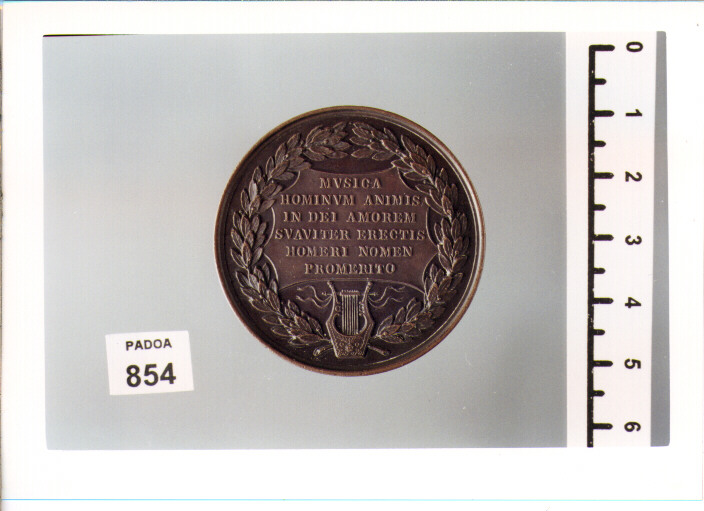 MVSICA
HOMINVM ANIMIS
IN DEI AMOREM
SVAVITER ERECTIS
HOMERI NOMEN
PROMERITO
PADOA
854
0
1
2
3
4
5
6